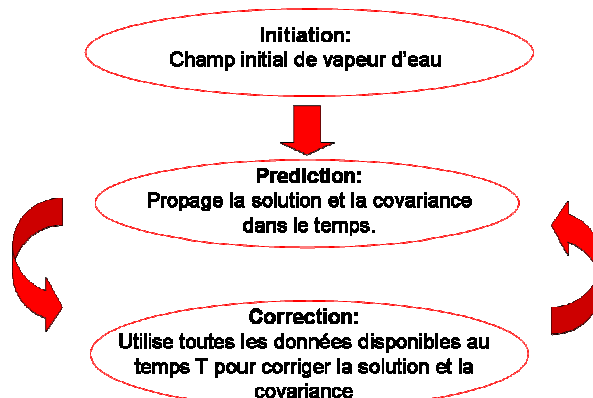 Initiation:
Champ initial de vapeur d'eau
Prediction:
Propage la solution et la covariance
dans le temps.
Correction:
Utilise toutes les données disponibles au
temps T pour corriger la solution et la
covariance